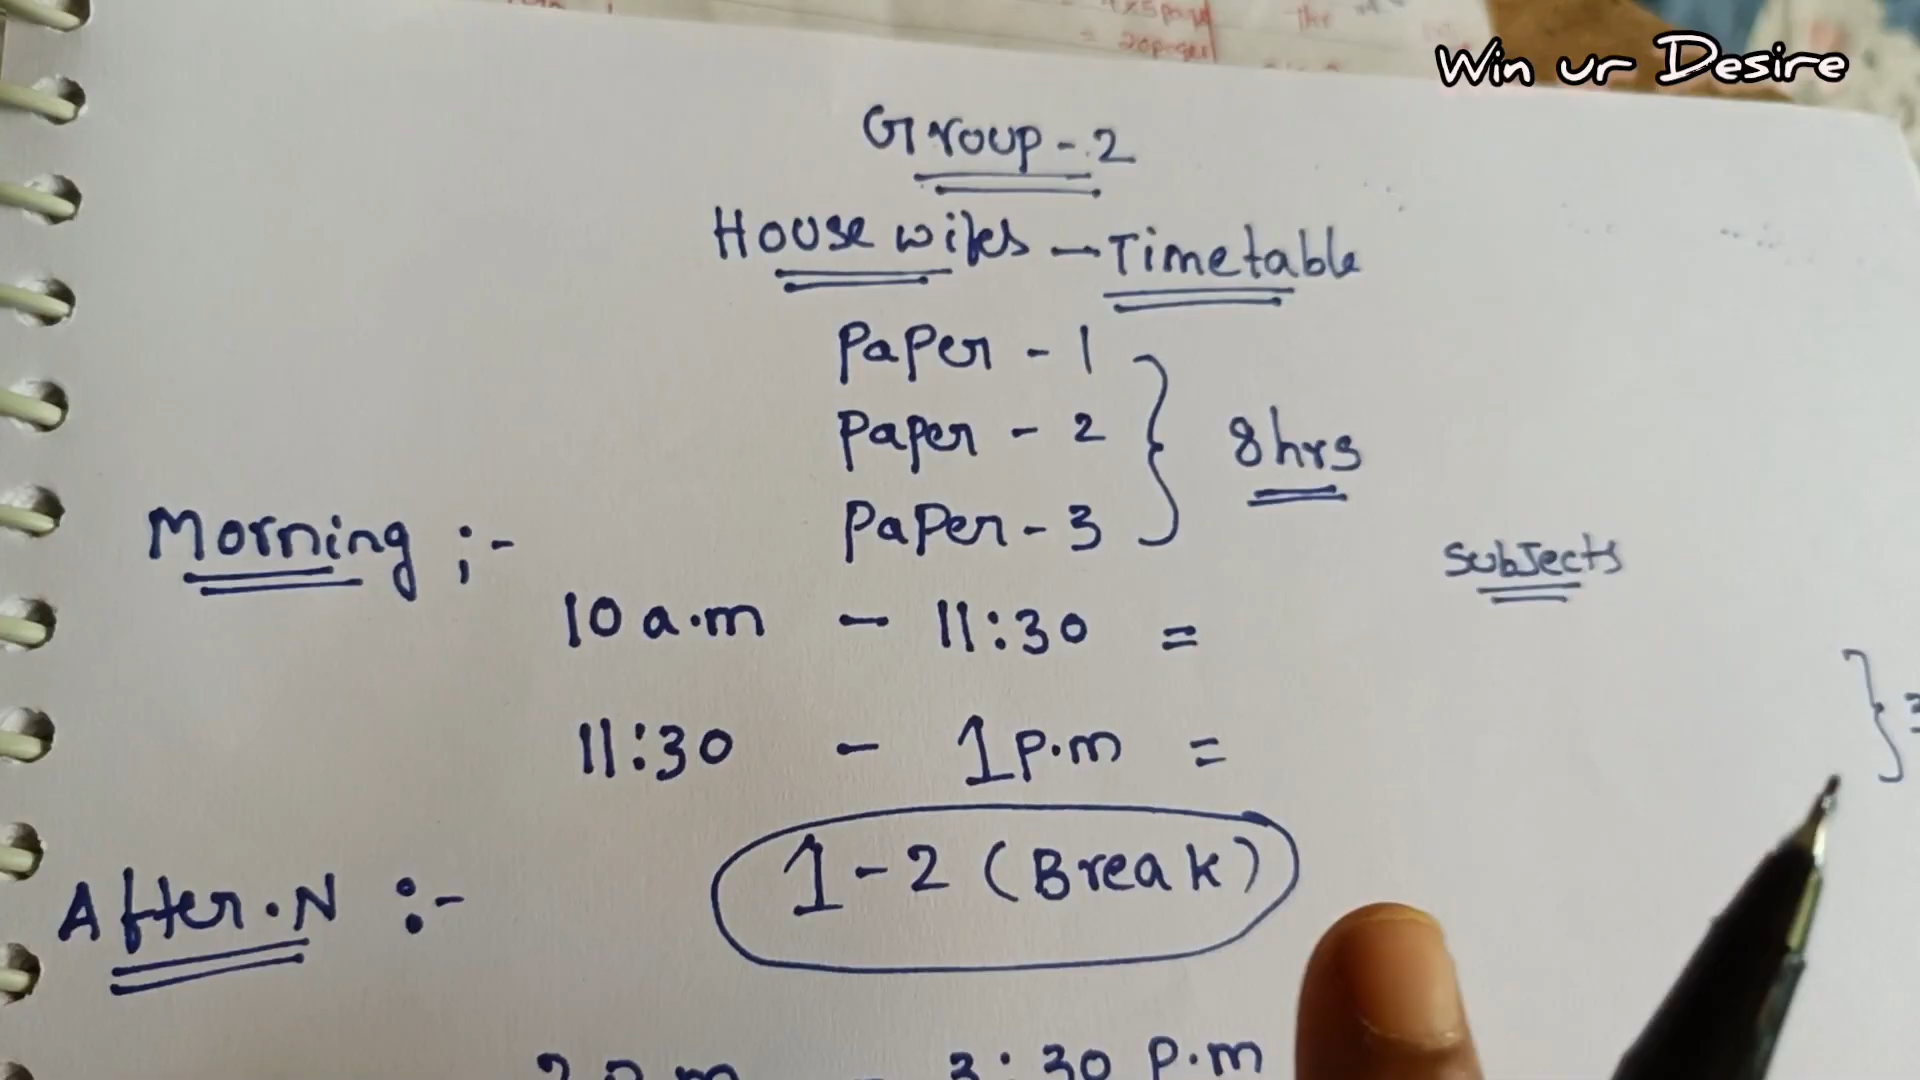 Win ur Desire
Group - 2
House wifes - Timetable
Paper - 1
Paper - 2
8hrs
Paper - 3
Morning ;-
Subjects
10 a.m - 11:30 =
11:30 - 1 p.m =
1-2 (Break)
After.N :-
3:30 p.m